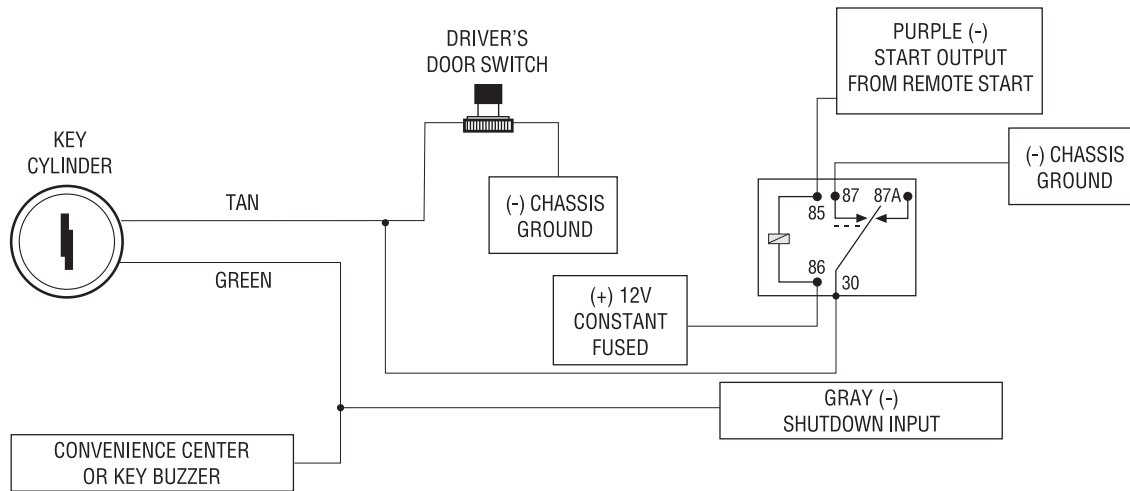 PURPLE (-)
START OUTPUT
FROM REMOTE START
DRIVER'S
DOOR SWITCH
KEY
CYLINDER
(-) CHASSIS
GROUND
TAN
(-) CHASSIS
GROUND
85
87
87A
GREEN
86
30
(+) 12V
CONSTANT
FUSED
GRAY (-)
SHUTDOWN INPUT
CONVENIENCE CENTER
OR KEY BUZZER